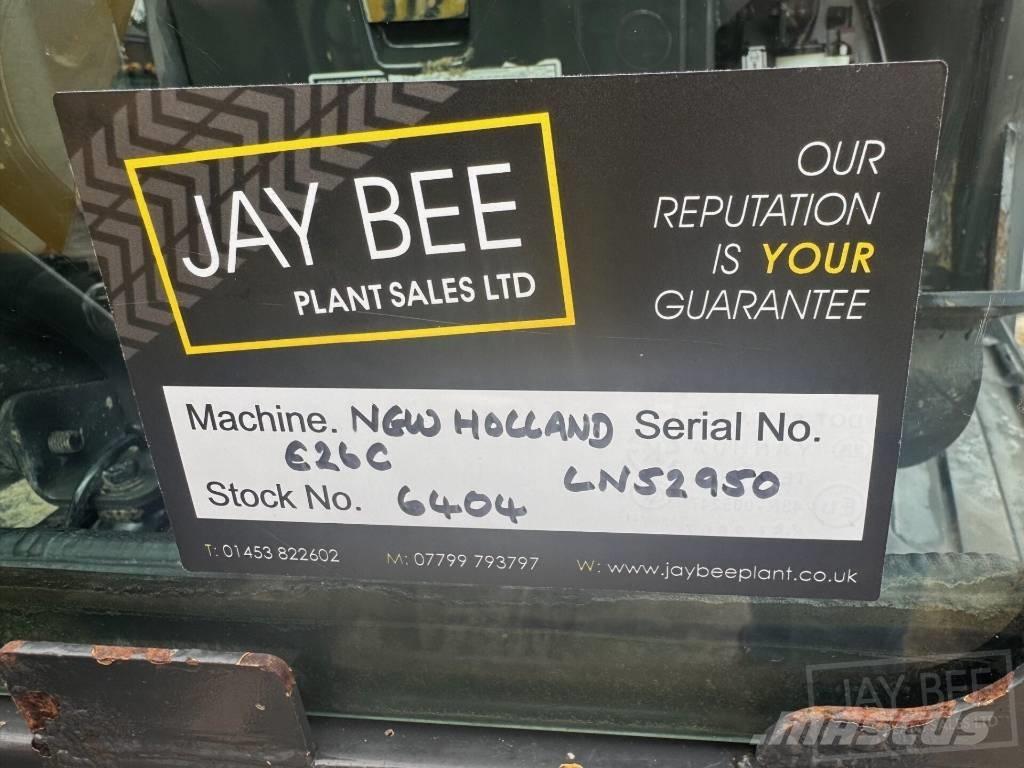 JAY BEE
PLANT SALES LTD
OUR
REPUTATION
IS YOUR
GUARANTEE
Machine. NEW HOLLAND Serial No.
E26C LN52950
Stock No. 6404
T: 01453 822602 M: 07799 793797 W: www.jaybeeplant.co.uk
JAY BEE
MASCUS